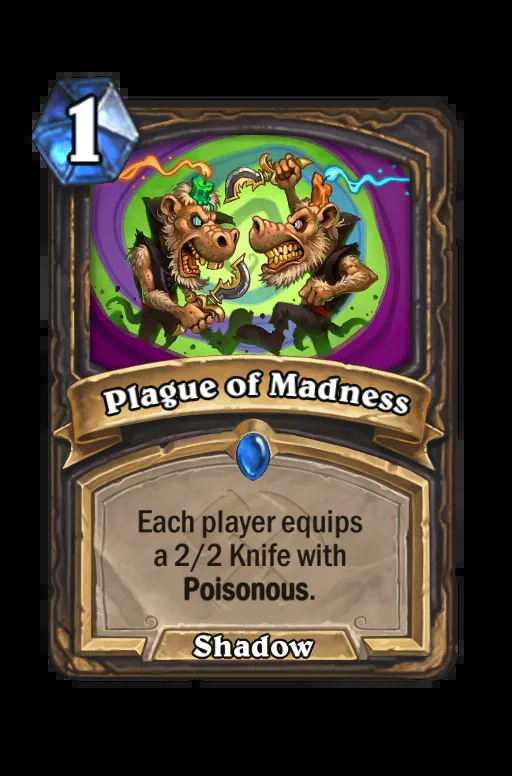 1
Plague of Madness
Each player equips
a 2/2 Knife with
Poisonous.
Shadow